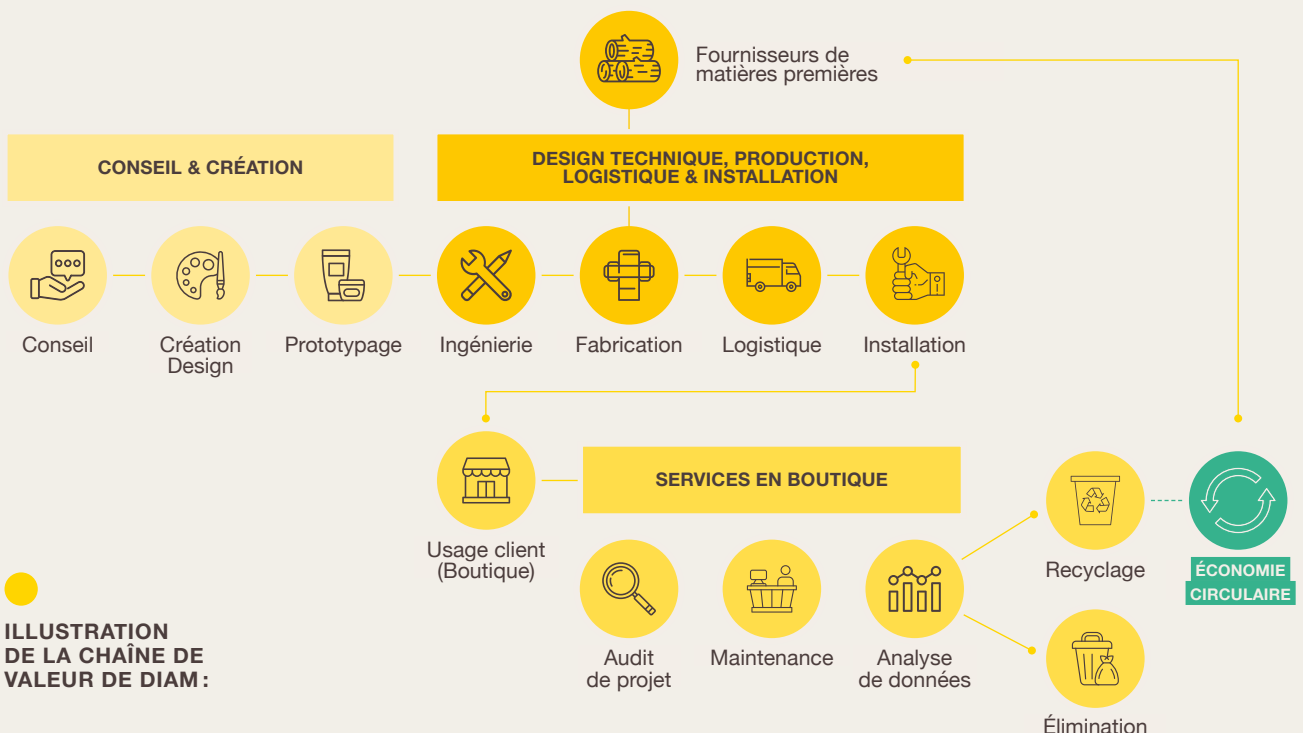 Fournisseurs de
matières premières
CONSEIL & CRÉATION
DESIGN TECHNIQUE, PRODUCTION,
LOGISTIQUE & INSTALLATION
Conseil
Création
Design
Prototypage
Ingénierie
Fabrication
Logistique
Installation
SERVICES EN BOUTIQUE
Usage client
(Boutique)
Audit
de projet
Maintenance
Analyse
de données
Recyclage
ÉCONOMIE
CIRCULAIRE
Élimination
ILLUSTRATION
DE LA CHAÎNE DE
VALEUR DE DIAM :